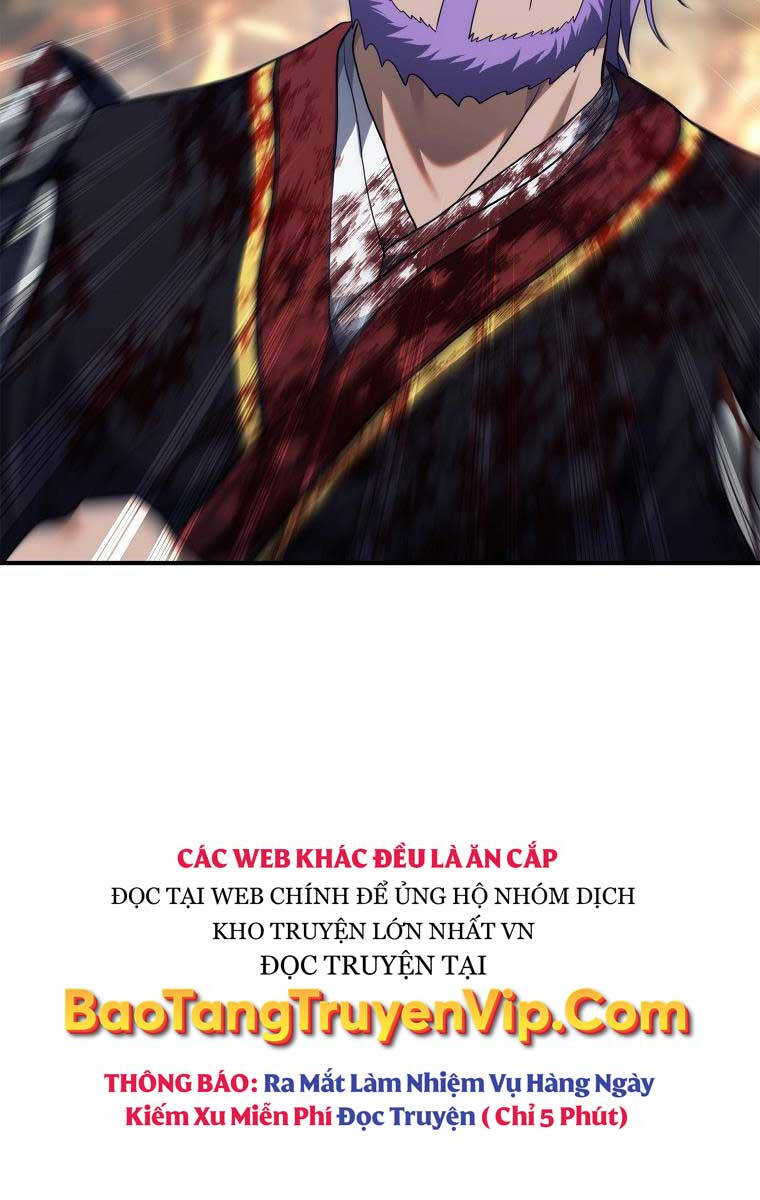 CÁC WEB KHÁC ĐỀU LÀ ĂN CẮP
ĐỌC TẠI WEB CHÍNH ĐỂ ỦNG HỘ NHÓM DỊCH
KHO TRUYỆN LỚN NHẤT VN
ĐỌC TRUYỆN TẠI
BaoTangTruyenVip.Com
THÔNG BÁO: Ra Mắt Làm Nhiệm Vụ Hàng Ngày
Kiếm Xu Miễn Phí Đọc Truyện ( Chỉ 5 Phút)